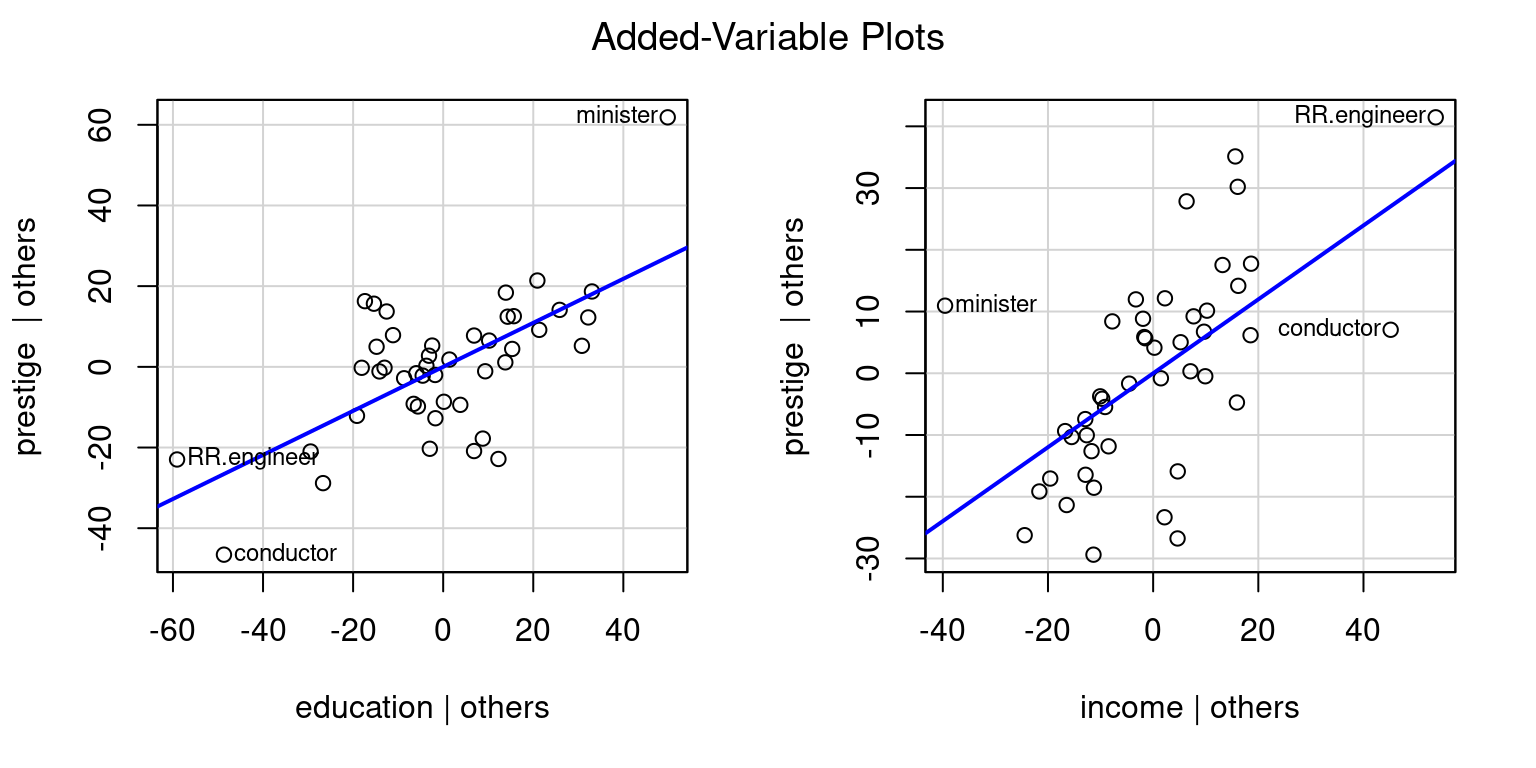 Added-Variable Plots
prestige | others
60
40
20
0
-20
-40
minister
RR.engineer
conductor
-60 -40 -20 0 20 40
education | others
prestige | others
30
10
0
-10
-30
RR.engineer
minister
conductor
-40 -20 0 20 40
income | others